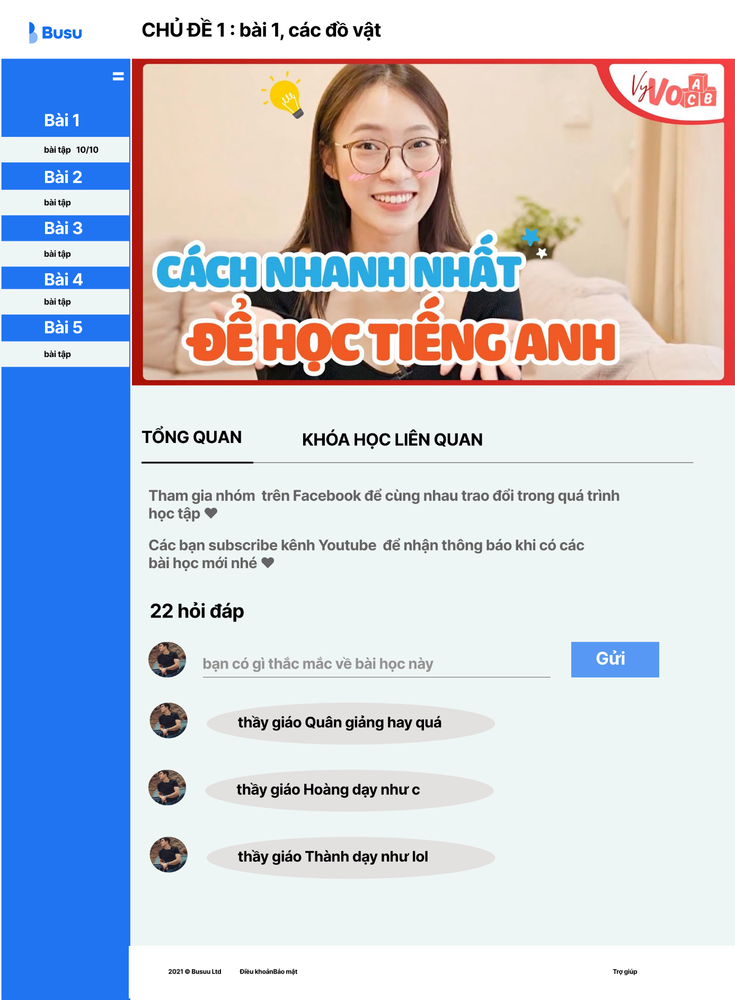 Busu
CHỦ ĐỀ 1 : bài 1, các đồ vật
Bài 1
bài tập 10/10
Bài 2
bài tập
Bài 3
bài tập
Bài 4
bài tập
Bài 5
bài tập
Vy VO
A
C B
CÁCH NHANH NHẤT
ĐỂ HỌC TIẾNG ANH
TỔNG QUAN
KHÓA HỌC LIÊN QUAN
Tham gia nhóm trên Facebook để cùng nhau trao đổi trong quá trình
học tập ♥
Các bạn subscribe kênh Youtube để nhận thông báo khi có các
bài học mới nhé ♥
22 hỏi đáp
bạn có gì thắc mắc về bài học này
Gửi
thầy giáo Quân giảng hay quá
thầy giáo Hoàng dạy như c
thầy giáo Thành dạy như lol
2021 © Busuu Ltd
Điều khoảnBảo mật
Trợ giúp